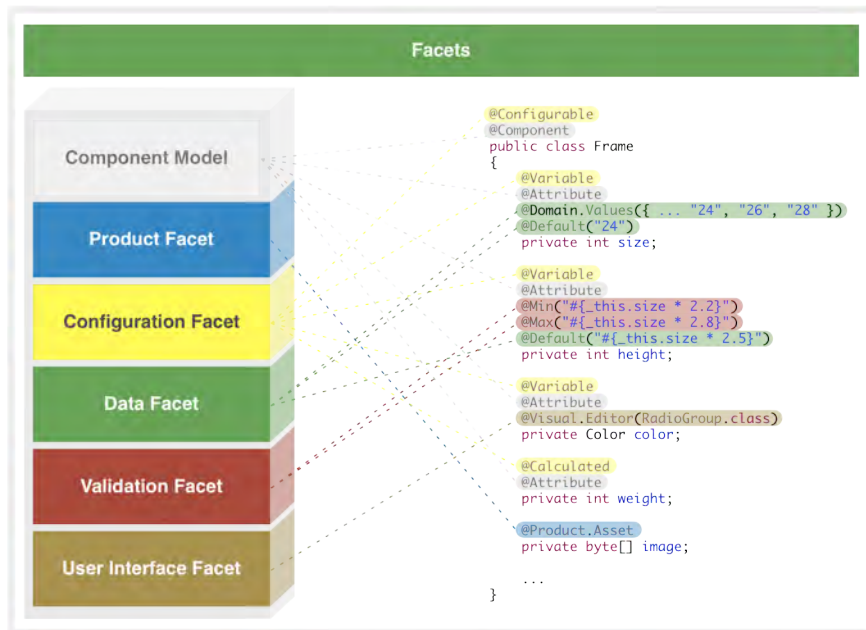 Facets
Component Model
Product Facet
Configuration Facet
Data Facet
Validation Facet
User Interface Facet
@Configurable
@Component
public class Frame
{
@Variable
@Attribute
@Domain.Values({ ... "24", "26", "28" })
@Default("24")
private int size;
@Variable
@Attribute
@Min("#{_this.size * 2.2}")
@Max("#{_this.size * 2.8}")
@Default("#{_this.size * 2.5}")
private int height;
@Variable
@Attribute
@Visual.Editor(RadioGroup.class)
private Color color;
@Calculated
@Attribute
private int weight;
@Product.Asset
private byte[] image;
...
}